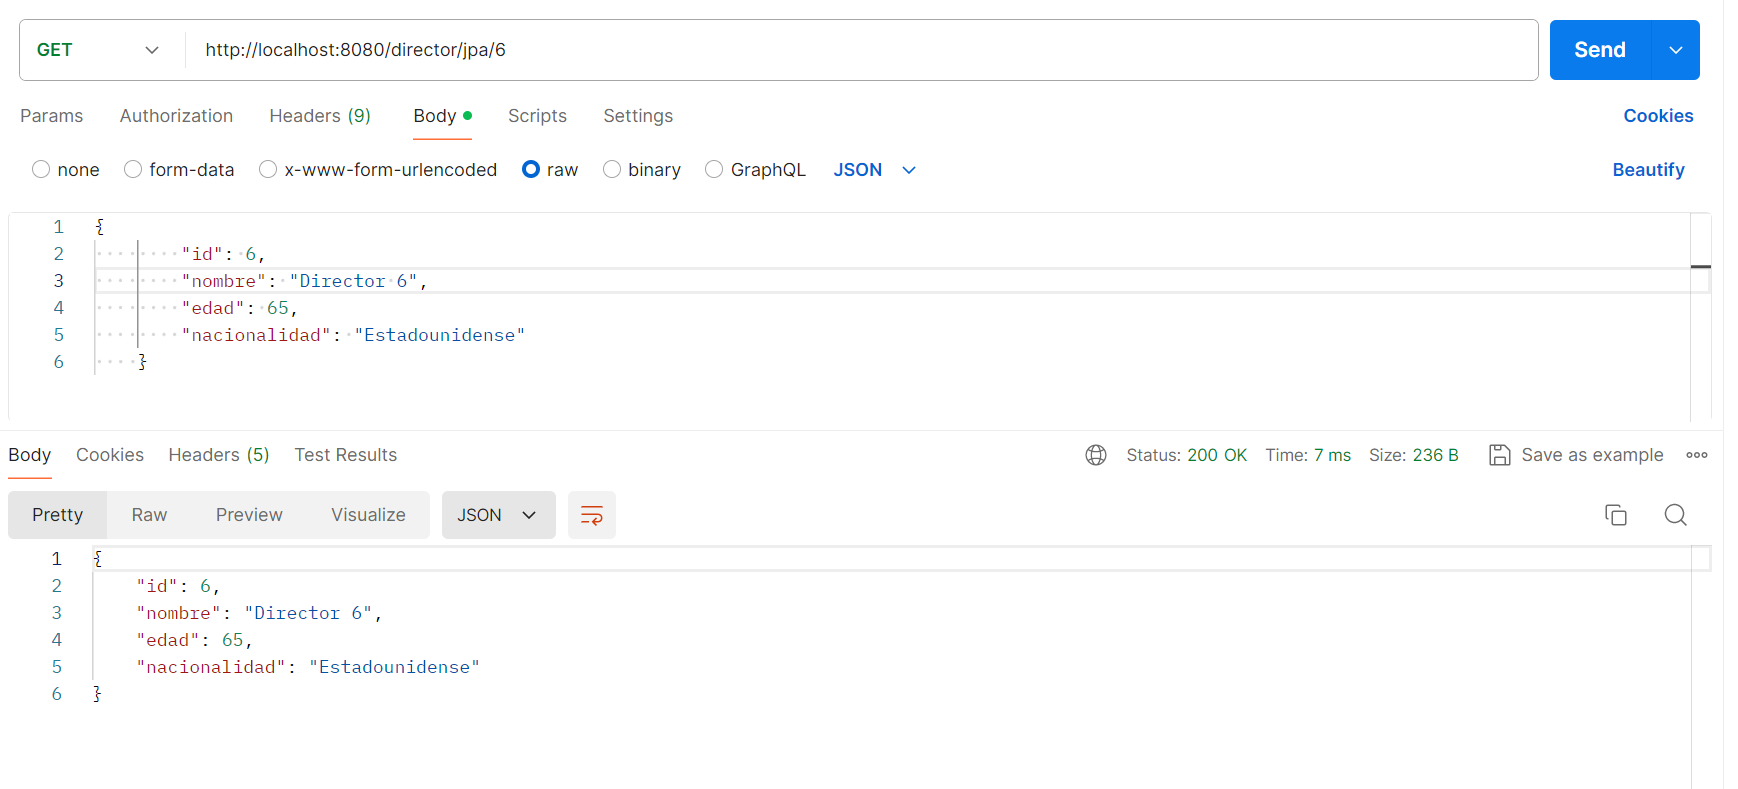 GET http://localhost:8080/director/jpa/6 Send
Params Authorization Headers (9) Body Scripts Settings Cookies
none form-data x-www-form-urlencoded raw binary GraphQL JSON Beautify
1 {
2 "id": 6,
3 "nombre": "Director 6",
4 "edad": 65,
5 "nacionalidad": "Estadounidense"
6 }
Body Cookies Headers (5) Test Results Status: 200 OK Time: 7 ms Size: 236 B Save as example
Pretty Raw Preview Visualize JSON
1 {
2 "id": 6,
3 "nombre": "Director 6",
4 "edad": 65,
5 "nacionalidad": "Estadounidense"
6 }